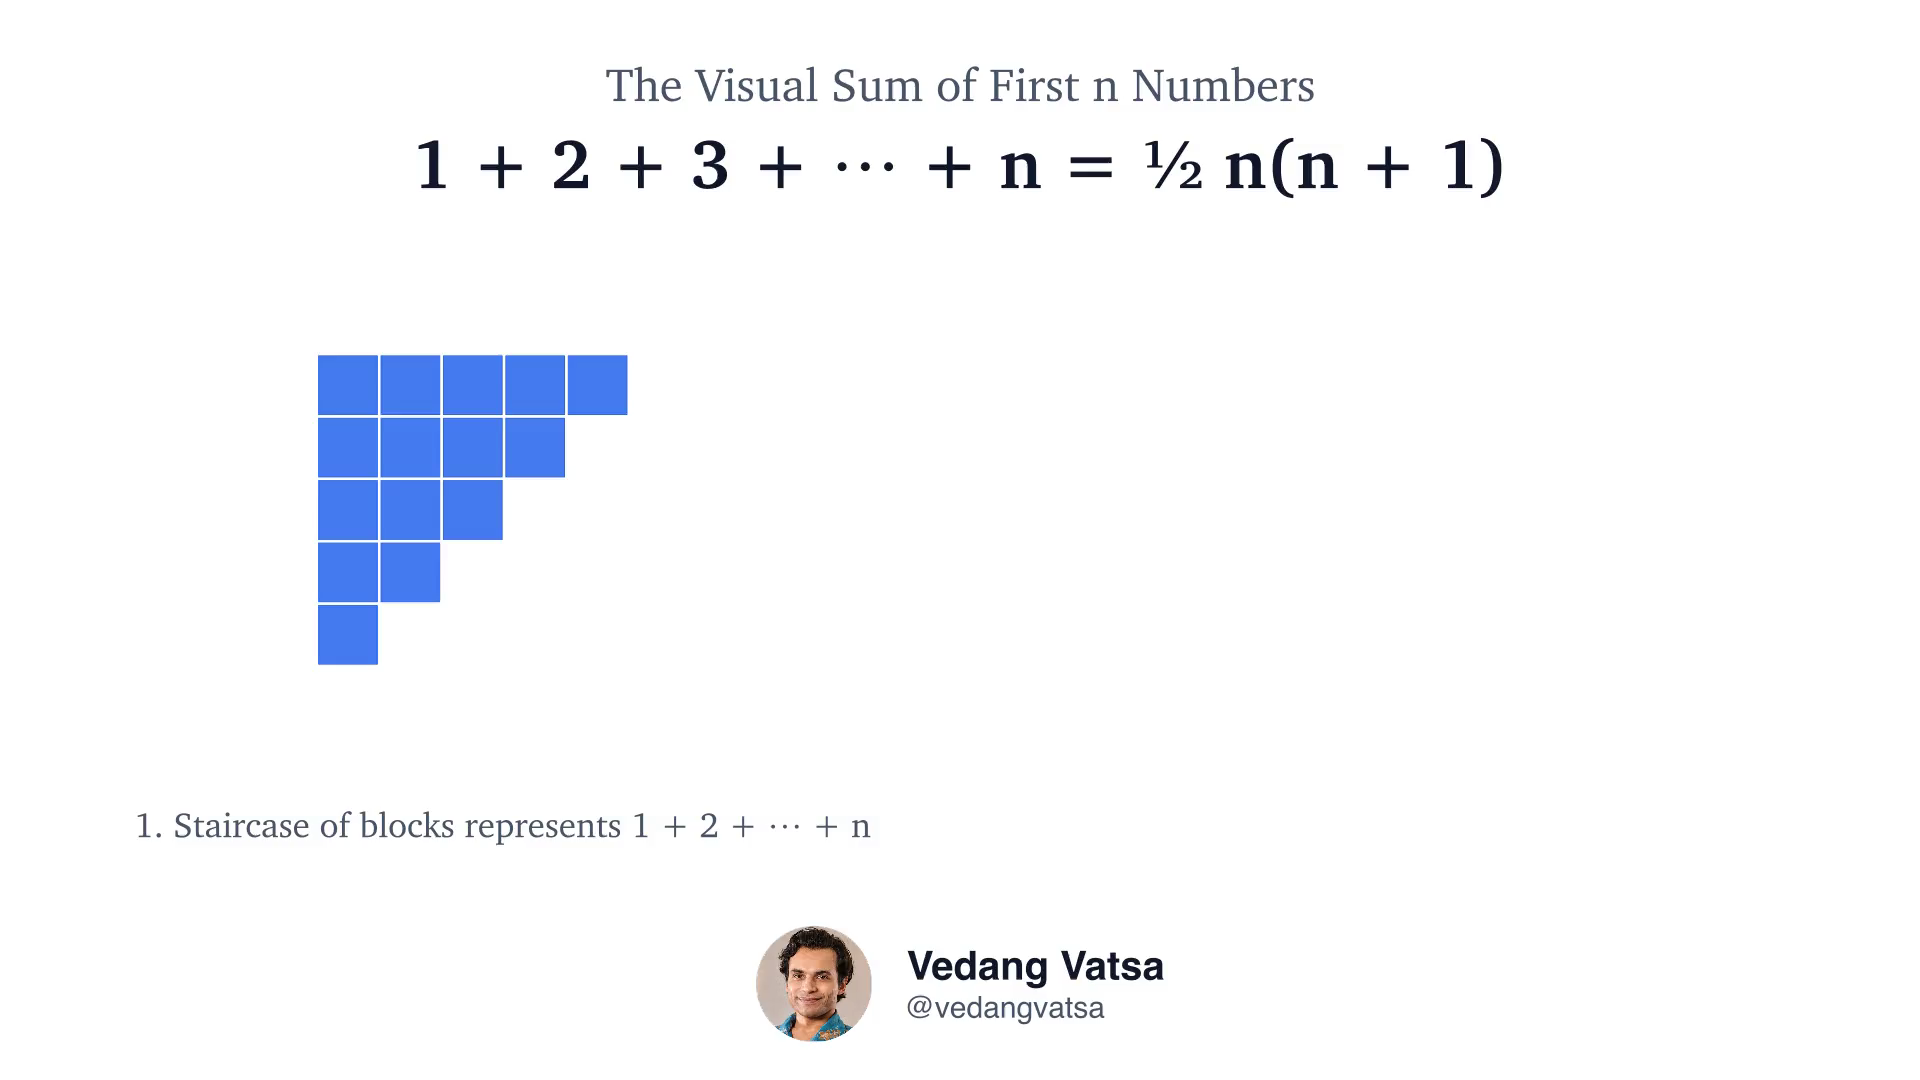 The Visual Sum of First n Numbers
1 + 2 + 3 + ⋯ + n = ½ n(n + 1)
1. Staircase of blocks represents 1 + 2 + ⋯ + n
Vedang Vatsa
@vedangvatsa